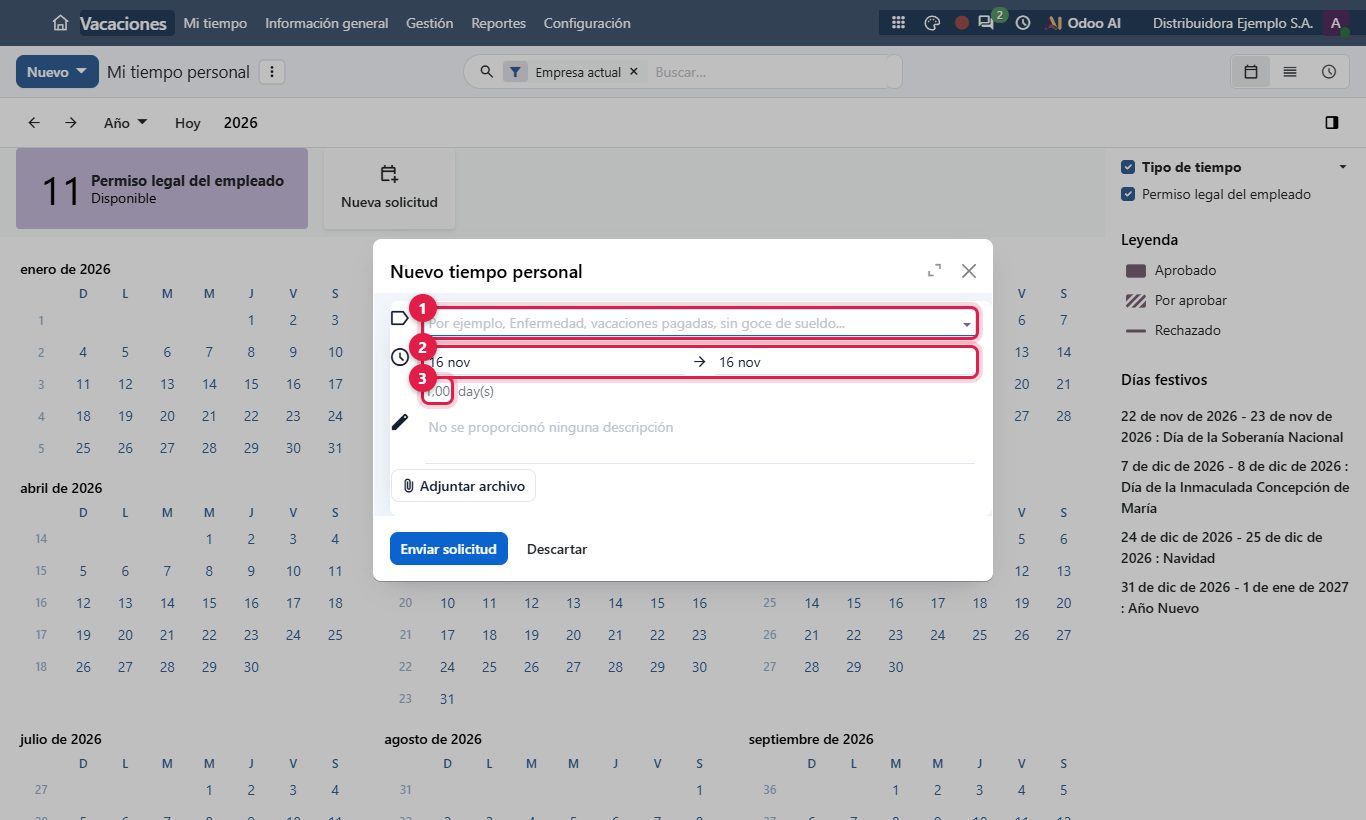 Vacaciones Mi tiempo Información general Gestión Reportes Configuración 2 Odoo AI Distribuidora Ejemplo S.A. A
Nuevo Mi tiempo personal Empresa actual × Buscar...
Año Hoy 2026
11 Permiso legal del empleado
Disponible
Nueva solicitud
Tipo de tiempo
Permiso legal del empleado
Leyenda
Aprobado
Por aprobar
Rechazado
Días festivos
22 de nov de 2026 - 23 de nov de
2026 : Día de la Soberanía Nacional
7 de dic de 2026 - 8 de dic de 2026 :
Día de la Inmaculada Concepción de
María
24 de dic de 2026 - 25 de dic de
2026 : Navidad
31 de dic de 2026 - 1 de ene de 2027
: Año Nuevo
Nuevo tiempo personal
1
Por ejemplo, Enfermedad, vacaciones pagadas, sin goce de sueldo...
2
16 nov → 16 nov
3
1,00 day(s)
No se proporcionó ninguna descripción
Adjuntar archivo
Enviar solicitud Descartar
enero de 2026
D L M M J V S
1 1 2 3
2 4 5 6 7 8 9 10
3 11 12 13 14 15 16 17
4 18 19 20 21 22 23 24
5 25 26 27 28 29 30 31
V S
6 7
13 14
20 21
27 28
abril de 2026
D L M M J V S
14 1 2 3 4
15 5 6 7 8 9 10 11
16 12 13 14 15 16 17 18
17 19 20 21 22 23 24 25
18 26 27 28 29 30
20 10 11 12 13 14 15 16
21 17 18 19 20 21 22 23
22 24 25 26 27 28 29 30
23 31
V S
5 6
12 13
25 14 15 16 17 18 19 20
26 21 22 23 24 25 26 27
27 28 29 30
julio de 2026
D L M M J V S
27 1 2 3 4
agosto de 2026
D L M M J V S
31 1
septiembre de 2026
D L M M J V S
36 1 2 3 4 5